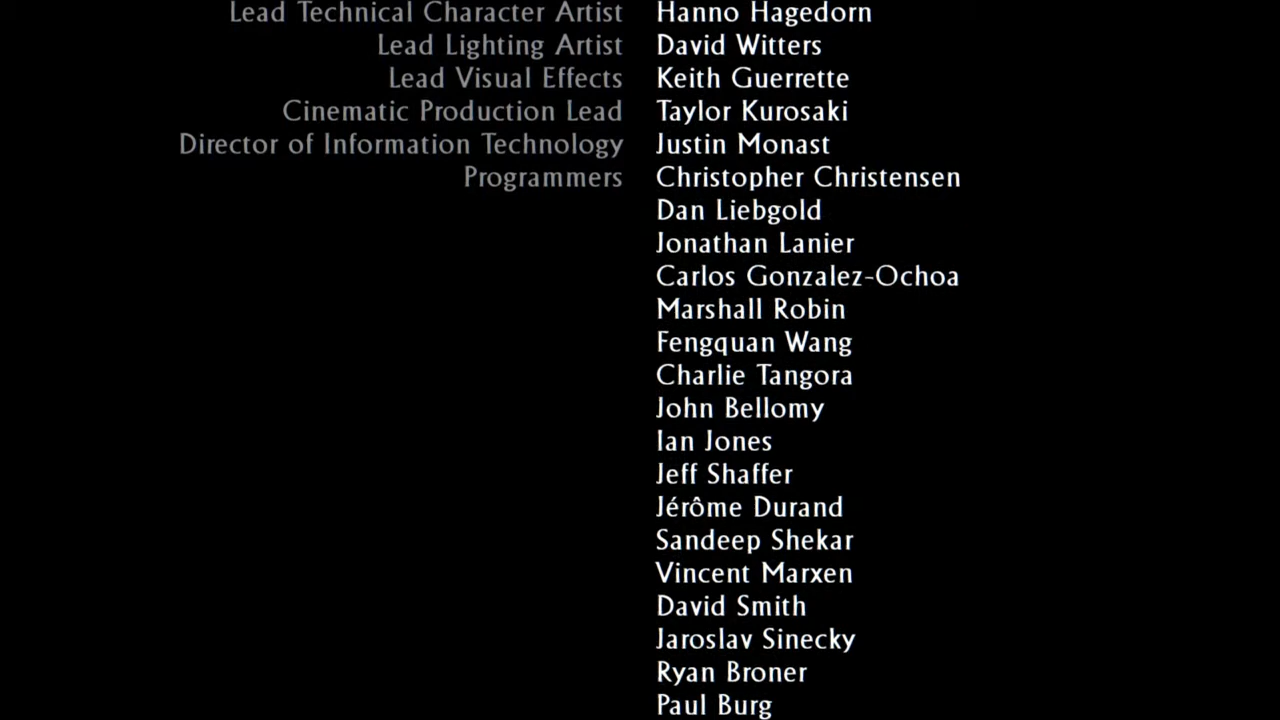 Lead Technical Character Artist Hanno Hagedorn
Lead Lighting Artist David Witters
Lead Visual Effects Keith Guerrette
Cinematic Production Lead Taylor Kurosaki
Director of Information Technology Justin Monast
Programmers Christopher Christensen
Dan Liebgold
Jonathan Lanier
Carlos Gonzalez-Ochoa
Marshall Robin
Fengquan Wang
Charlie Tangora
John Bellomy
Ian Jones
Jeff Shaffer
Jérôme Durand
Sandeep Shekar
Vincent Marxen
David Smith
Jaroslav Sinecky
Ryan Broner
Paul Burg